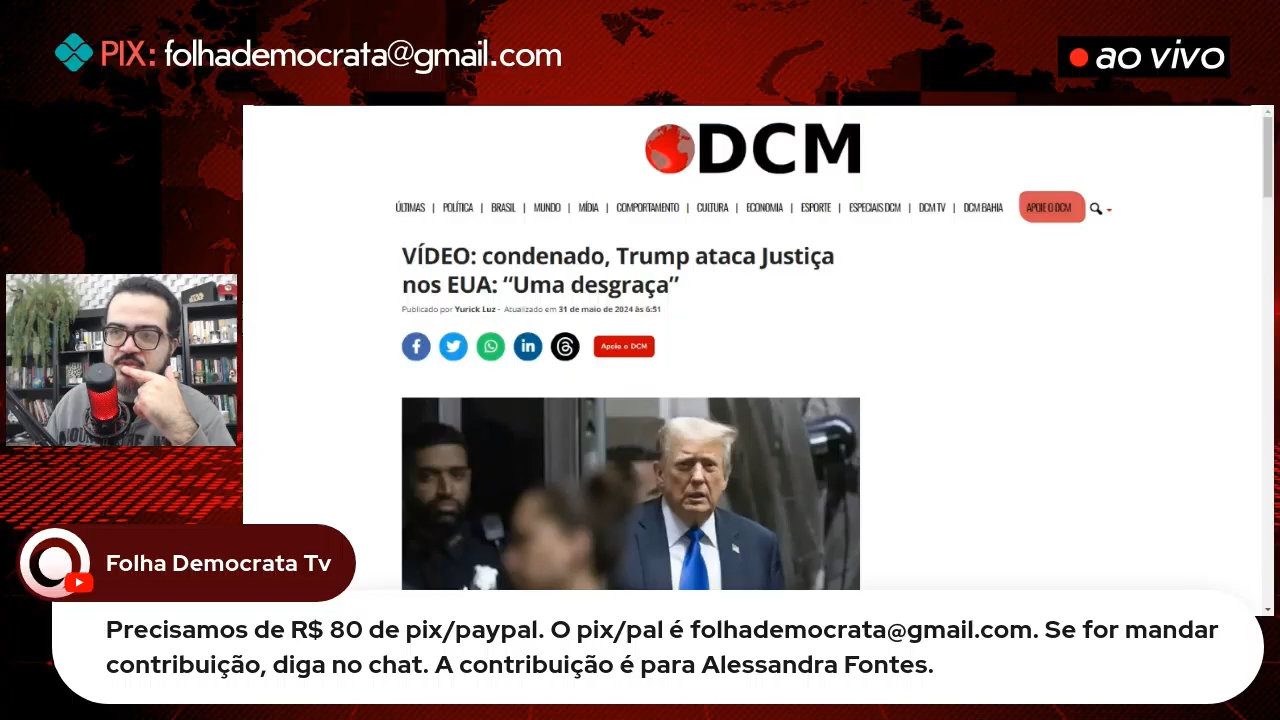 PIX: folhademocrata@gmail.com
ao vivo
DCM
ÚLTIMAS | POLÍTICA | BRASIL | MUNDO | MÍDIA | COMPORTAMENTO | CULTURA | ECONOMIA | ESPORTE | ESPECIAIS DCM | DCM TV | DCM BAHIA APOIE O DCM
VÍDEO: condenado, Trump ataca Justiça
nos EUA: “Uma desgraça”
Publicado por Yurick Luz - Atualizado em 31 de maio de 2024 às 6:51
Apoie o DCM
Folha Democrata Tv
Precisamos de R$ 80 de pix/paypal. O pix/pal é folhademocrata@gmail.com. Se for mandar
contribuição, diga no chat. A contribuição é para Alessandra Fontes.